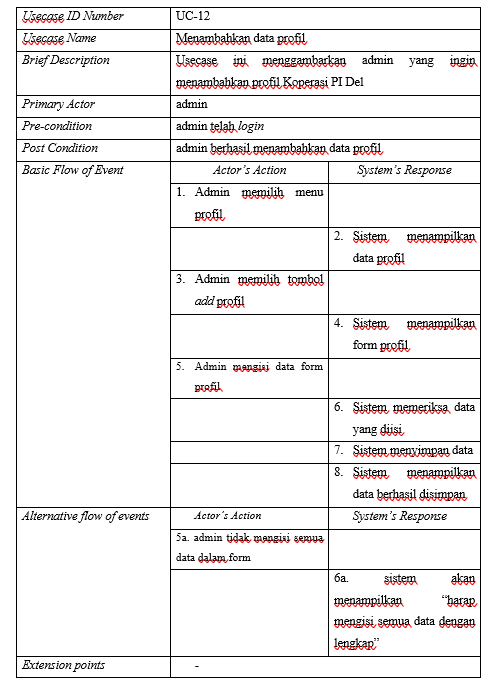 Usecase ID Number UC-12
Usecase Name Menambahkan data profil
Brief Description Usecase ini menggambarkan admin yang ingin
menambahkan profil Koperasi PI Del
Primary Actor admin
Pre-condition admin telah login
Post Condition admin berhasil menambahkan data profil
Basic Flow of Event Actor's Action System's Response
1. Admin memilih menu
profil
2. Sistem menampilkan
data profil
3. Admin memilih tombol
add profil
4. Sistem menampilkan
form profil
5. Admin mengisi data form
profil
6. Sistem memeriksa data
yang diisi
7. Sistem menyimpan data
8. Sistem menampilkan
data berhasil disimpan
Alternative flow of events Actor's Action System's Response
5a. admin tidak mengisi semua
data dalam form
6a. sistem akan
menampilkan “harap
mengisi semua data dengan
lengkap”
Extension points -